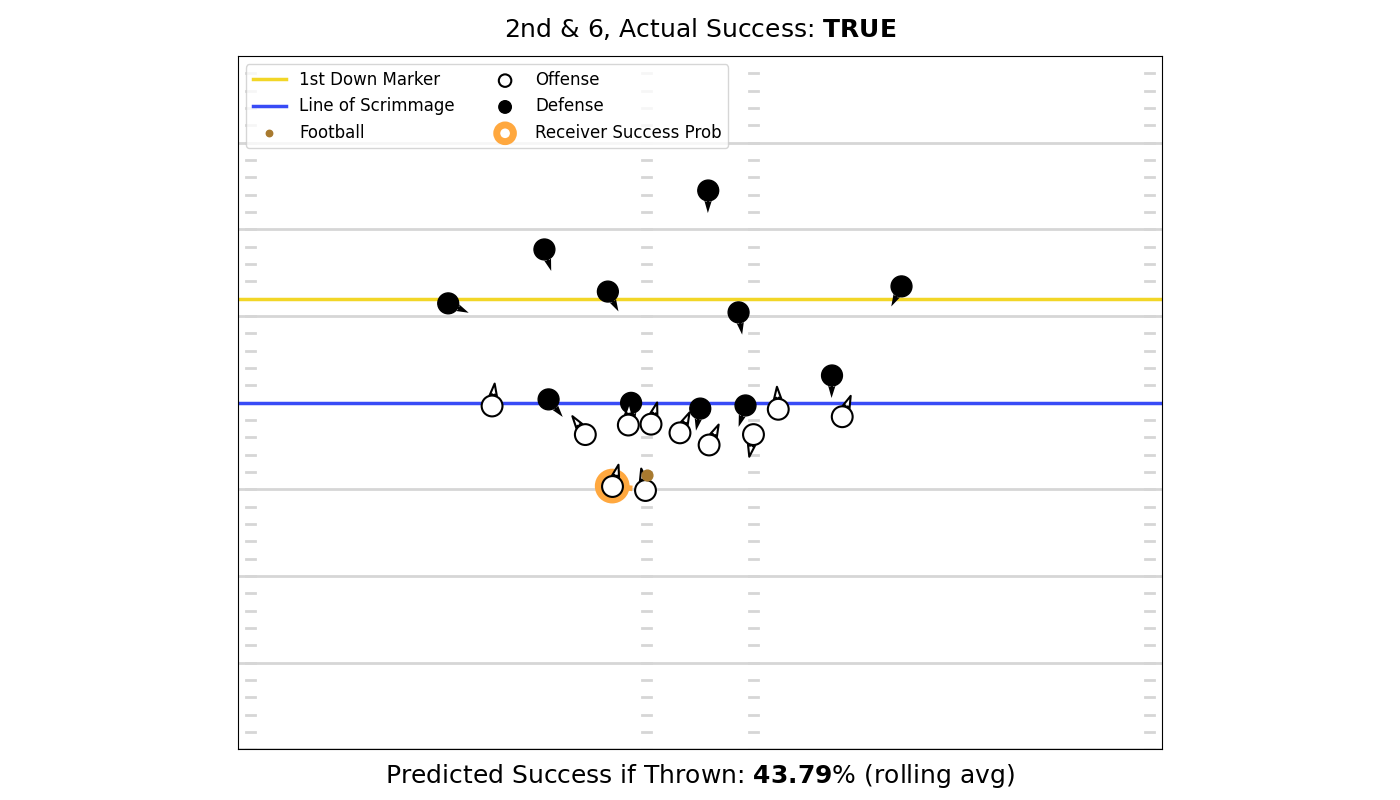 2nd & 6, Actual Success: TRUE
1st Down Marker
Line of Scrimmage
Football
Offense
Defense
Receiver Success Prob
Predicted Success if Thrown: 43.79% (rolling avg)